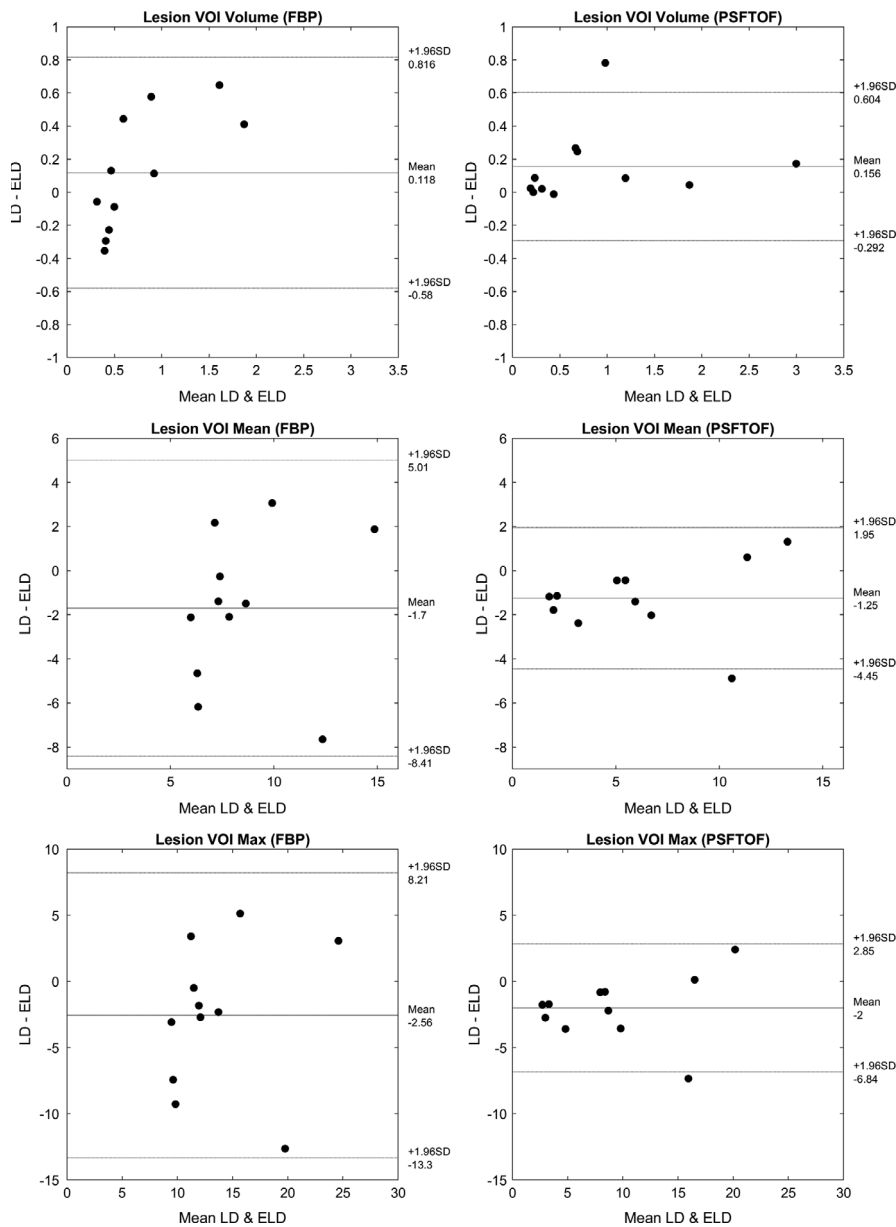 Lesion VOI Volume (FBP)
1
0.8
0.6
0.4
0.2
0
-0.2
-0.4
-0.6
-0.8
-1
LD - ELD
0 0.5 1 1.5 2 2.5 3 3.5
Mean LD & ELD
+1.96SD
0.816
Mean
0.118
+1.96SD
-0.58
Lesion VOI Volume (PSFTOF)
1
0.8
0.6
0.4
0.2
0
-0.2
-0.4
-0.6
-0.8
-1
LD - ELD
0 0.5 1 1.5 2 2.5 3 3.5
Mean LD & ELD
+1.96SD
0.604
Mean
0.156
+1.96SD
-0.292
Lesion VOI Mean (FBP)
6
4
2
0
-2
-4
-6
-8
LD - ELD
0 5 10 15
Mean LD & ELD
+1.96SD
5.01
Mean
-1.7
+1.96SD
-8.41
Lesion VOI Mean (PSFTOF)
6
4
2
0
-2
-4
-6
-8
LD - ELD
0 5 10 15
Mean LD & ELD
+1.96SD
1.95
Mean
-1.25
+1.96SD
-4.45
Lesion VOI Max (FBP)
10
5
0
-5
-10
-15
LD - ELD
0 5 10 15 20 25 30
Mean LD & ELD
+1.96SD
8.21
Mean
-2.56
+1.96SD
-13.3
Lesion VOI Max (PSFTOF)
10
5
0
-5
-10
-15
LD - ELD
0 5 10 15 20 25 30
Mean LD & ELD
+1.96SD
2.85
Mean
-2
+1.96SD
-6.84